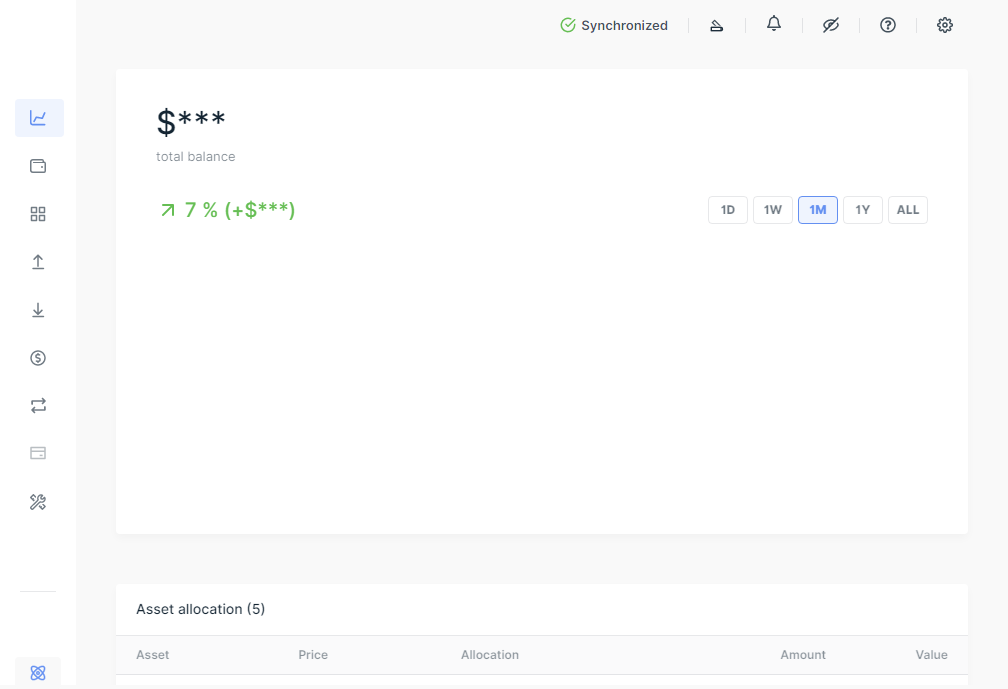 Synchronized
$***
total balance
7 % (+$***)
1D 1W 1M 1Y ALL
Asset allocation (5)
Asset Price Allocation Amount Value